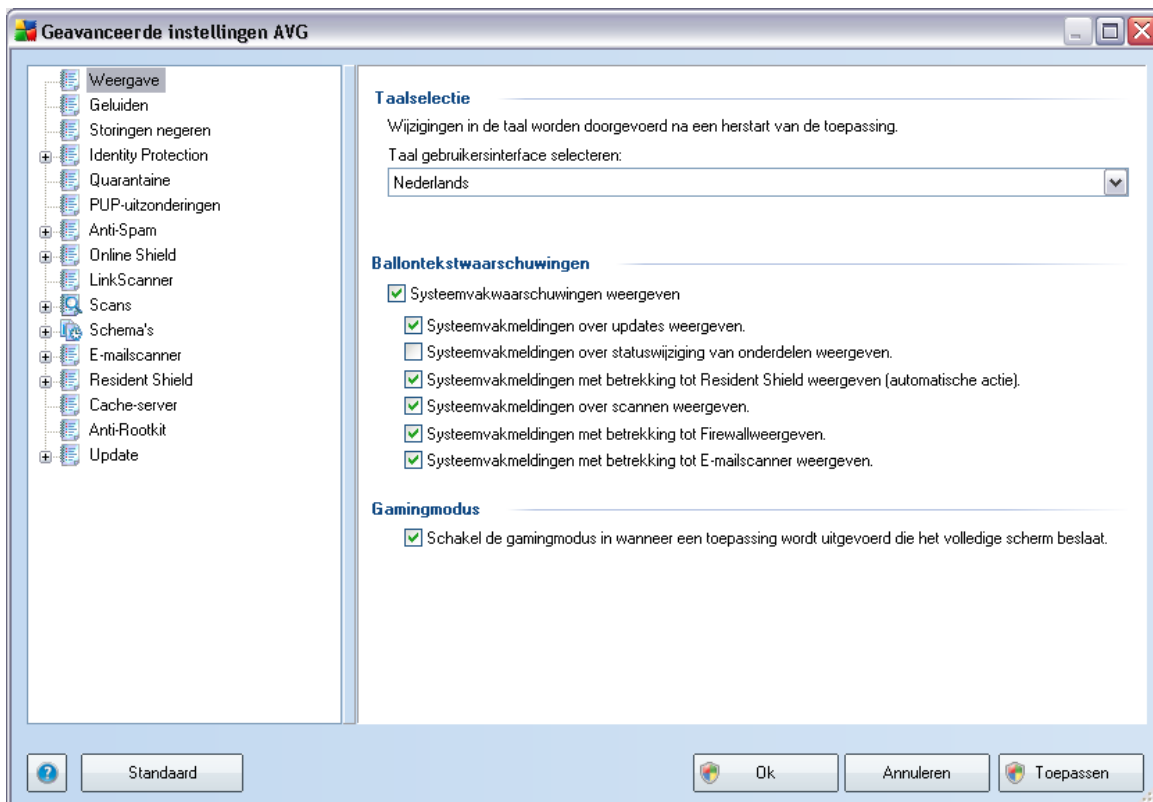 Geavanceerde instellingen AVG
Weergave
Geluiden
Storingen negeren
Identity Protection
Quarantaine
PUP-uitzonderingen
Anti-Spam
Online Shield
LinkScanner
Scans
Schema's
E-mailscanner
Resident Shield
Cache-server
Anti-Rootkit
Update
Taalselectie
Wijzigingen in de taal worden doorgevoerd na een herstart van de toepassing.
Taal gebruikersinterface selecteren:
Nederlands
Ballontekstwaarschuwingen
Systeemvakwaarschuwingen weergeven
Systeemvakmeldingen over updates weergeven.
Systeemvakmeldingen over statuswijziging van onderdelen weergeven.
Systeemvakmeldingen met betrekking tot Resident Shield weergeven (automatische actie).
Systeemvakmeldingen over scannen weergeven.
Systeemvakmeldingen met betrekking tot Firewallweergeven.
Systeemvakmeldingen met betrekking tot E-mailscanner weergeven.
Gamingmodus
Schakel de gamingmodus in wanneer een toepassing wordt uitgevoerd die het volledige scherm beslaat.
Standaard
Ok
Annuleren
Toepassen